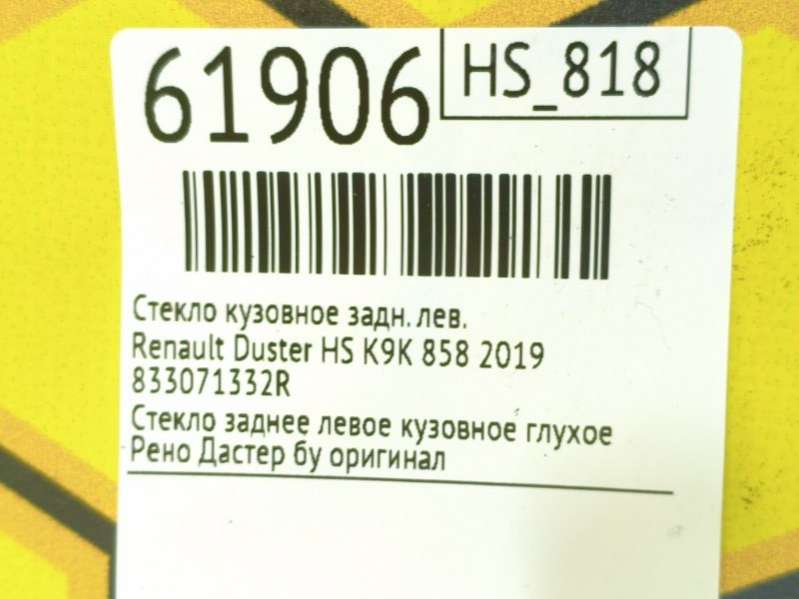 61906
HS_818
Стекло кузовное задн. лев.
Renault Duster HS K9K 858 2019
833071332R
Стекло заднее левое кузовное глухое
Рено Дастер бу оригинал